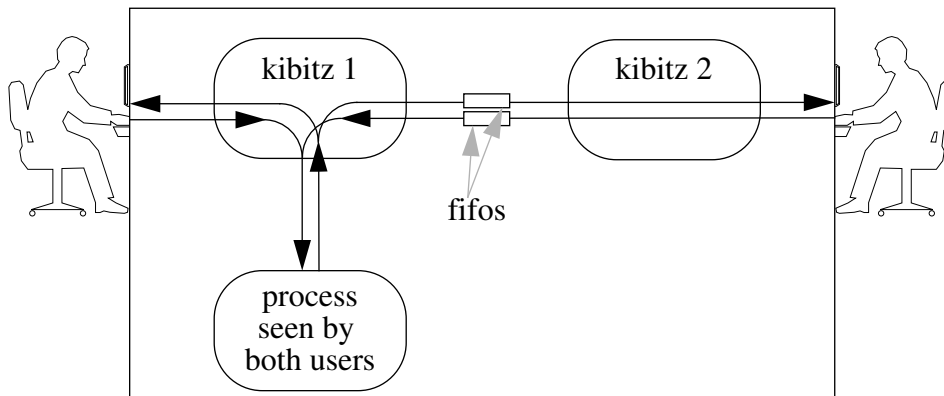 kibitz 1
kibitz 2
fifos
process
seen by
both users